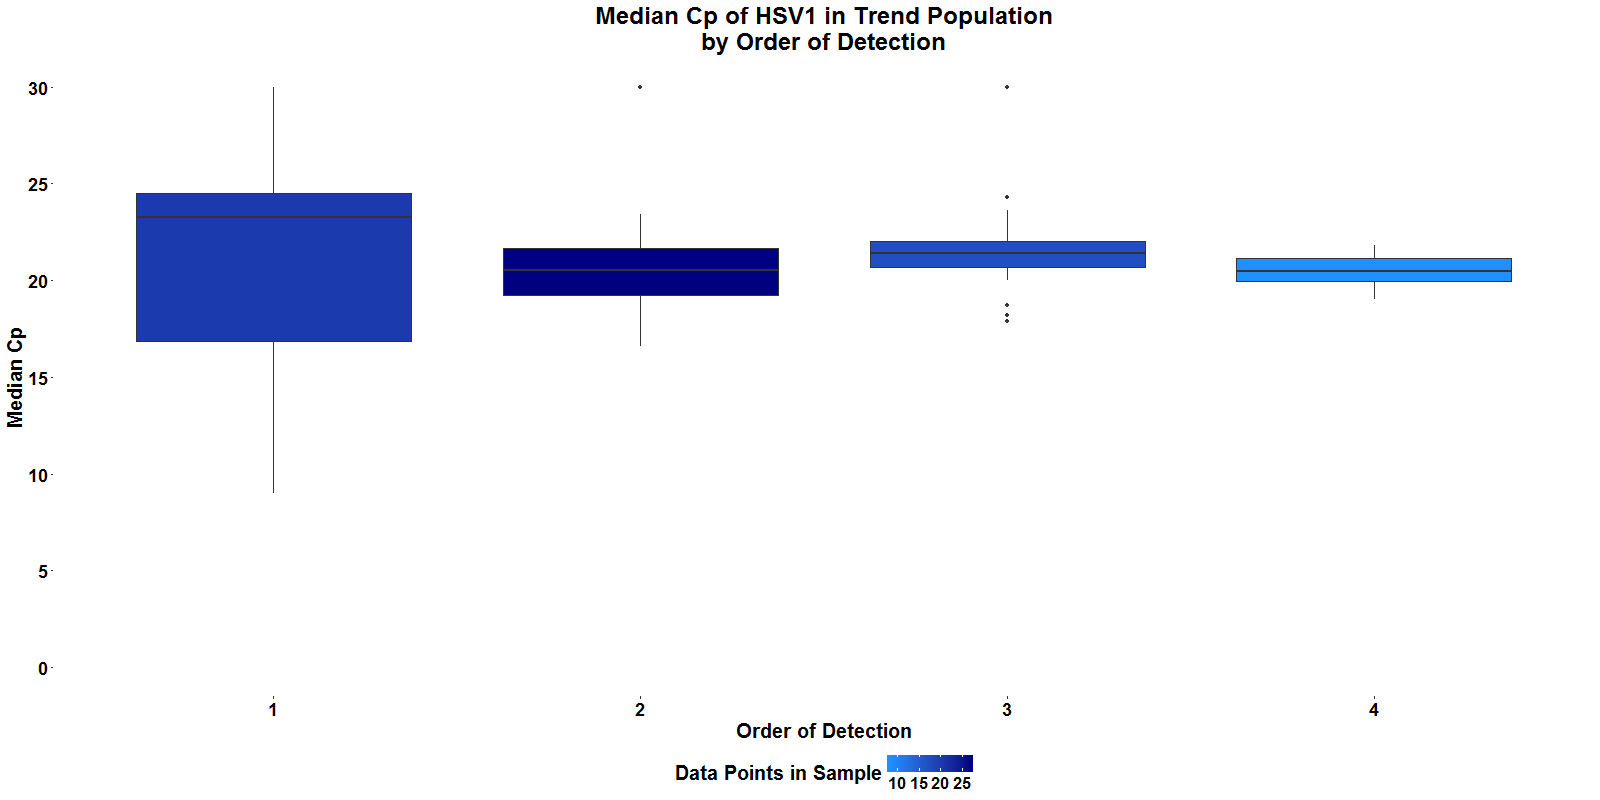 Median Cp of HSV1 in Trend Population
by Order of Detection
30
25
20
15
10
5
0
Median Cp
1 2 3 4
Order of Detection
Data Points in Sample
10 15 20 25